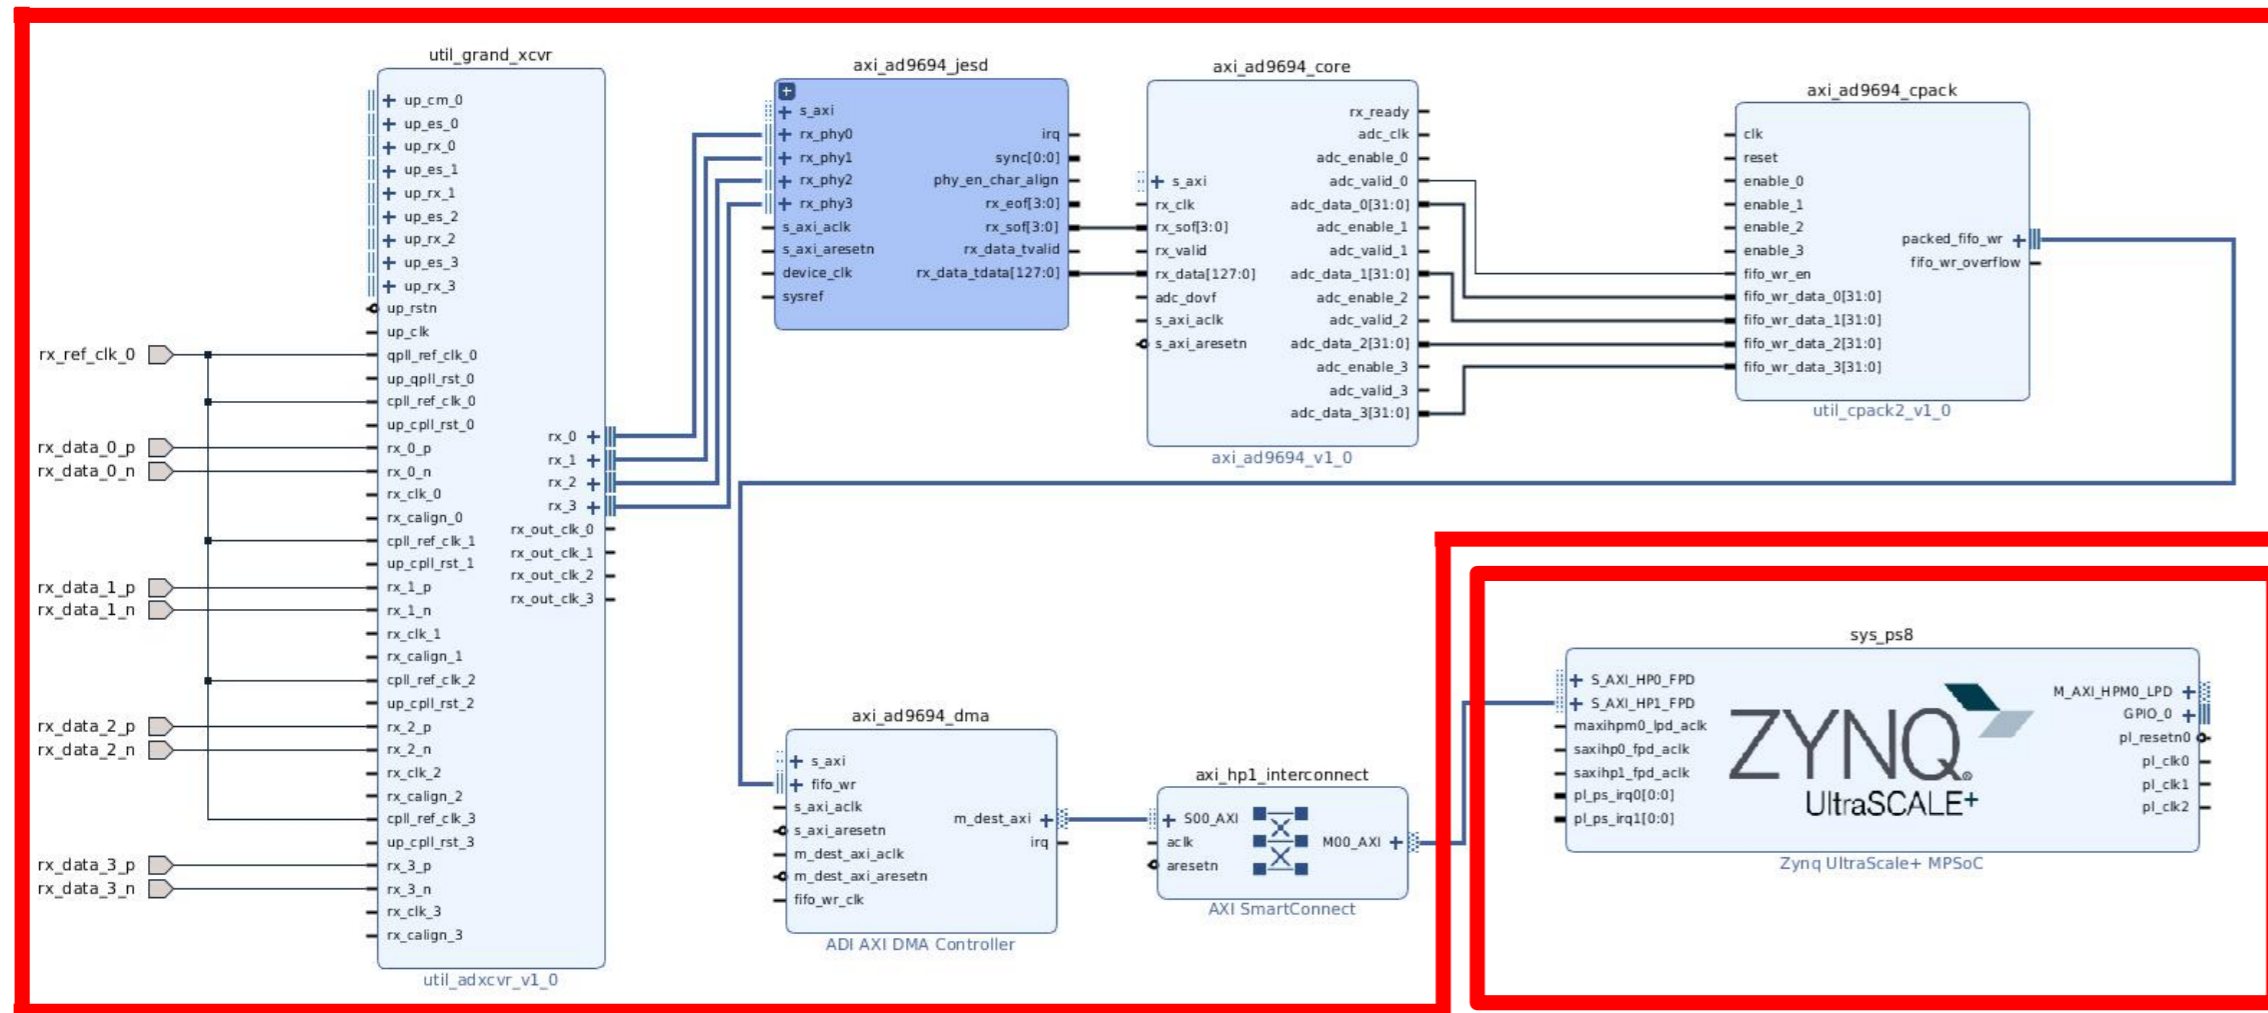 util_grand_xcvr
up_cm_0
up_es_0
up_rx_0
up_es_1
up_rx_1
up_es_2
up_rx_2
up_es_3
up_rx_3
up_rstn
up_clk
qpll_ref_clk_0
up_qpll_rst_0
cpll_ref_clk_0
up_cpll_rst_0
rx_0_p
rx_0_n
rx_clk_0
rx_calign_0
cpll_ref_clk_1
up_cpll_rst_1
rx_1_p
rx_1_n
rx_clk_1
rx_calign_1
cpll_ref_clk_2
up_cpll_rst_2
rx_2_p
rx_2_n
rx_clk_2
rx_calign_2
cpll_ref_clk_3
up_cpll_rst_3
rx_3_p
rx_3_n
rx_clk_3
rx_calign_3
rx_0
rx_1
rx_2
rx_3
rx_out_clk_0
rx_out_clk_1
rx_out_clk_2
rx_out_clk_3
util_adxcvr_v1_0
rx_ref_clk_0
rx_data_0_p
rx_data_0_n
rx_data_1_p
rx_data_1_n
rx_data_2_p
rx_data_2_n
rx_data_3_p
rx_data_3_n
axi_ad9694_jesd
s_axi
rx_phy0
rx_phy1
rx_phy2
rx_phy3
s_axi_aclk
s_axi_aresetn
device_clk
sysref
irq
sync[0:0]
phy_en_char_align
rx_eof[3:0]
rx_sof[3:0]
rx_data_tvalid
rx_data_tdata[127:0]
axi_ad9694_core
s_axi
rx_clk
rx_sof[3:0]
rx_valid
rx_data[127:0]
adc_dovf
s_axi_aclk
s_axi_aresetn
rx_ready
adc_clk
adc_enable_0
adc_valid_0
adc_data_0[31:0]
adc_enable_1
adc_valid_1
adc_data_1[31:0]
adc_enable_2
adc_valid_2
adc_data_2[31:0]
adc_enable_3
adc_valid_3
adc_data_3[31:0]
axi_ad9694_v1_0
axi_ad9694_cpack
clk
reset
enable_0
enable_1
enable_2
enable_3
fifo_wr_en
fifo_wr_data_0[31:0]
fifo_wr_data_1[31:0]
fifo_wr_data_2[31:0]
fifo_wr_data_3[31:0]
packed_fifo_wr
fifo_wr_overflow
util_cpack2_v1_0
axi_ad9694_dma
s_axi
fifo_wr
s_axi_aclk
s_axi_aresetn
m_dest_axi_aclk
m_dest_axi_aresetn
fifo_wr_clk
m_dest_axi
irq
ADI AXI DMA Controller
axi_hp1_interconnect
S00_AXI
aclk
aresetn
M00_AXI
AXI SmartConnect
sys_ps8
S_AXI_HP0_FPD
S_AXI_HP1_FPD
maxihpm0_lpd_aclk
saxihp0_fpd_aclk
saxihp1_fpd_aclk
pl_ps_irq0[0:0]
pl_ps_irq1[0:0]
ZYNQ
UltraSCALE+
M_AXI_HPM0_LPD
GPIO_0
pl_resetn0
pl_clk0
pl_clk1
pl_clk2
Zynq UltraScale+ MPSoC